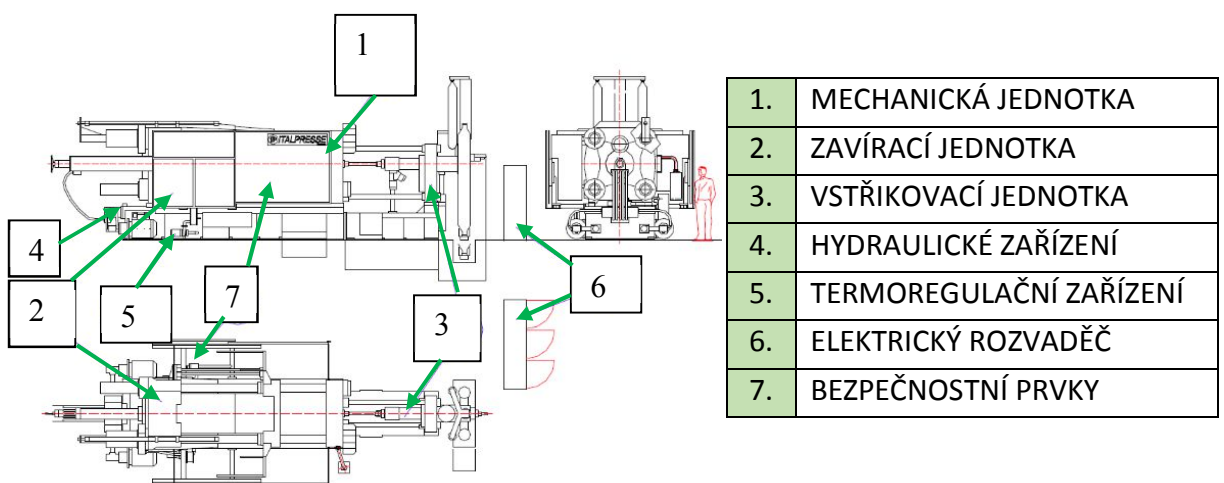 1
ITALPRESSE
4
2
5
7
3
6
1. MECHANICKÁ JEDNOTKA
2. ZAVÍRACÍ JEDNOTKA
3. VSTŘIKOVACÍ JEDNOTKA
4. HYDRAULICKÉ ZAŘÍZENÍ
5. TERMOREGULAČNÍ ZAŘÍZENÍ
6. ELEKTRICKÝ ROZVADĚČ
7. BEZPEČNOSTNÍ PRVKY